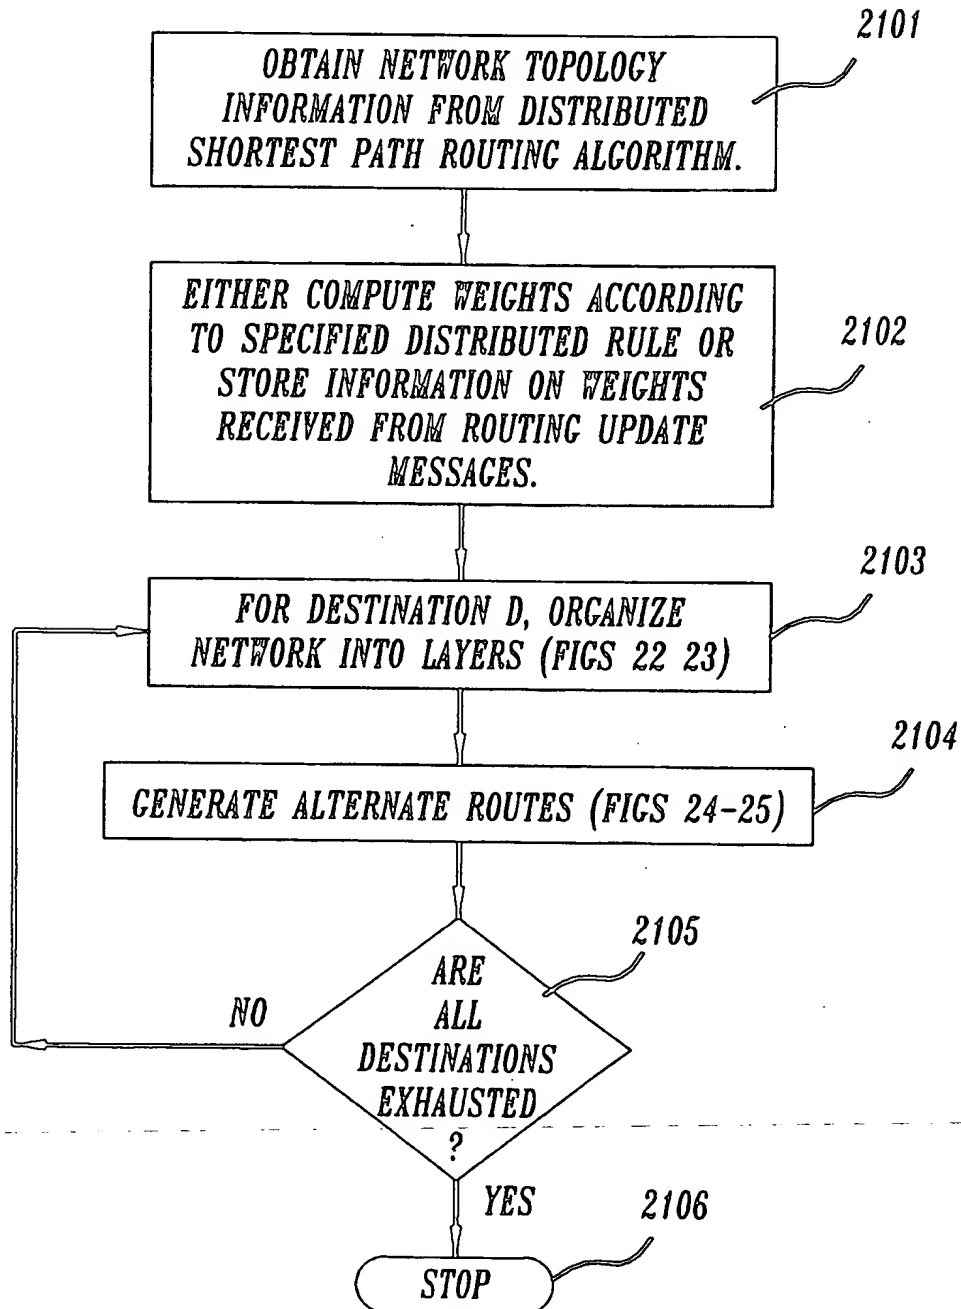 2101
OBTAIN NETWORK TOPOLOGY
INFORMATION FROM DISTRIBUTED
SHORTEST PATH ROUTING ALGORITHM.
EITHER COMPUTE WEIGHTS ACCORDING
TO SPECIFIED DISTRIBUTED RULE OR
STORE INFORMATION ON WEIGHTS
RECEIVED FROM ROUTING UPDATE
MESSAGES.
2102
2103
FOR DESTINATION D, ORGANIZE
NETWORK INTO LAYERS (FIGS 22 23)
2104
GENERATE ALTERNATE ROUTES (FIGS 24-25)
2105
ARE
ALL
DESTINATIONS
EXHAUSTED
?
NO
YES
2106
STOP